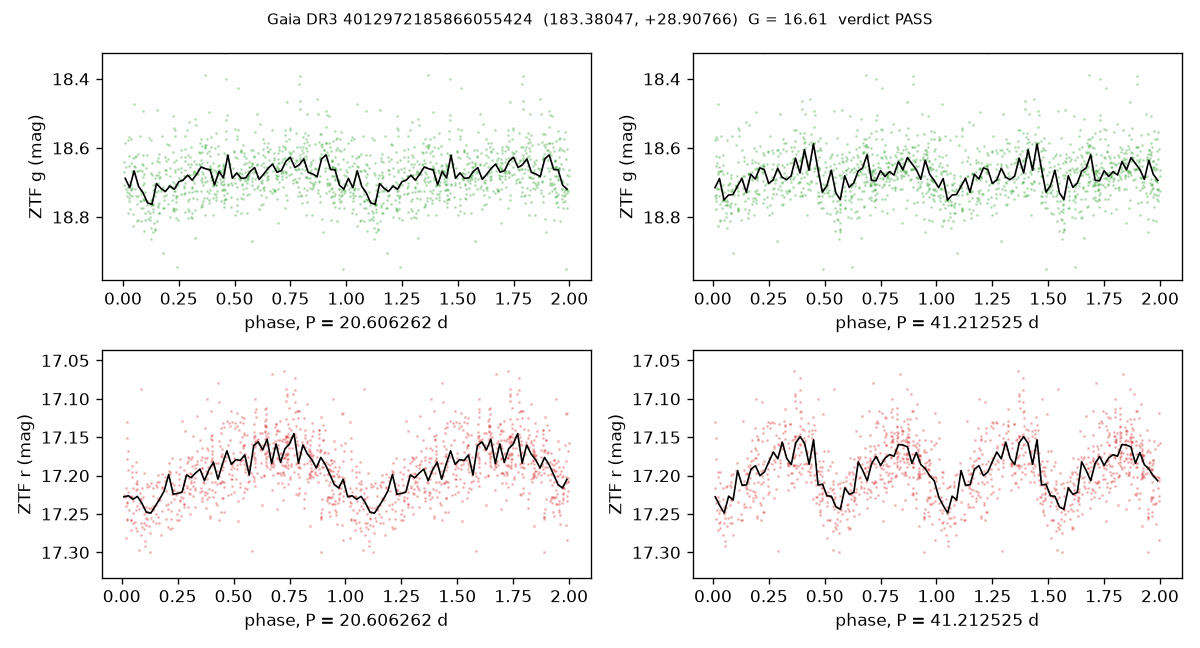 Gaia DR3 4012972185866055424 (183.38047, +28.90766) G = 16.61 verdict PASS
ZTF g (mag)
18.4
18.6
18.8
0.00 0.25 0.50 0.75 1.00 1.25 1.50 1.75 2.00
phase, P = 20.606262 d
ZTF g (mag)
18.4
18.6
18.8
0.00 0.25 0.50 0.75 1.00 1.25 1.50 1.75 2.00
phase, P = 41.212525 d
ZTF r (mag)
17.05
17.10
17.15
17.20
17.25
17.30
0.00 0.25 0.50 0.75 1.00 1.25 1.50 1.75 2.00
phase, P = 20.606262 d
ZTF r (mag)
17.05
17.10
17.15
17.20
17.25
17.30
0.00 0.25 0.50 0.75 1.00 1.25 1.50 1.75 2.00
phase, P = 41.212525 d